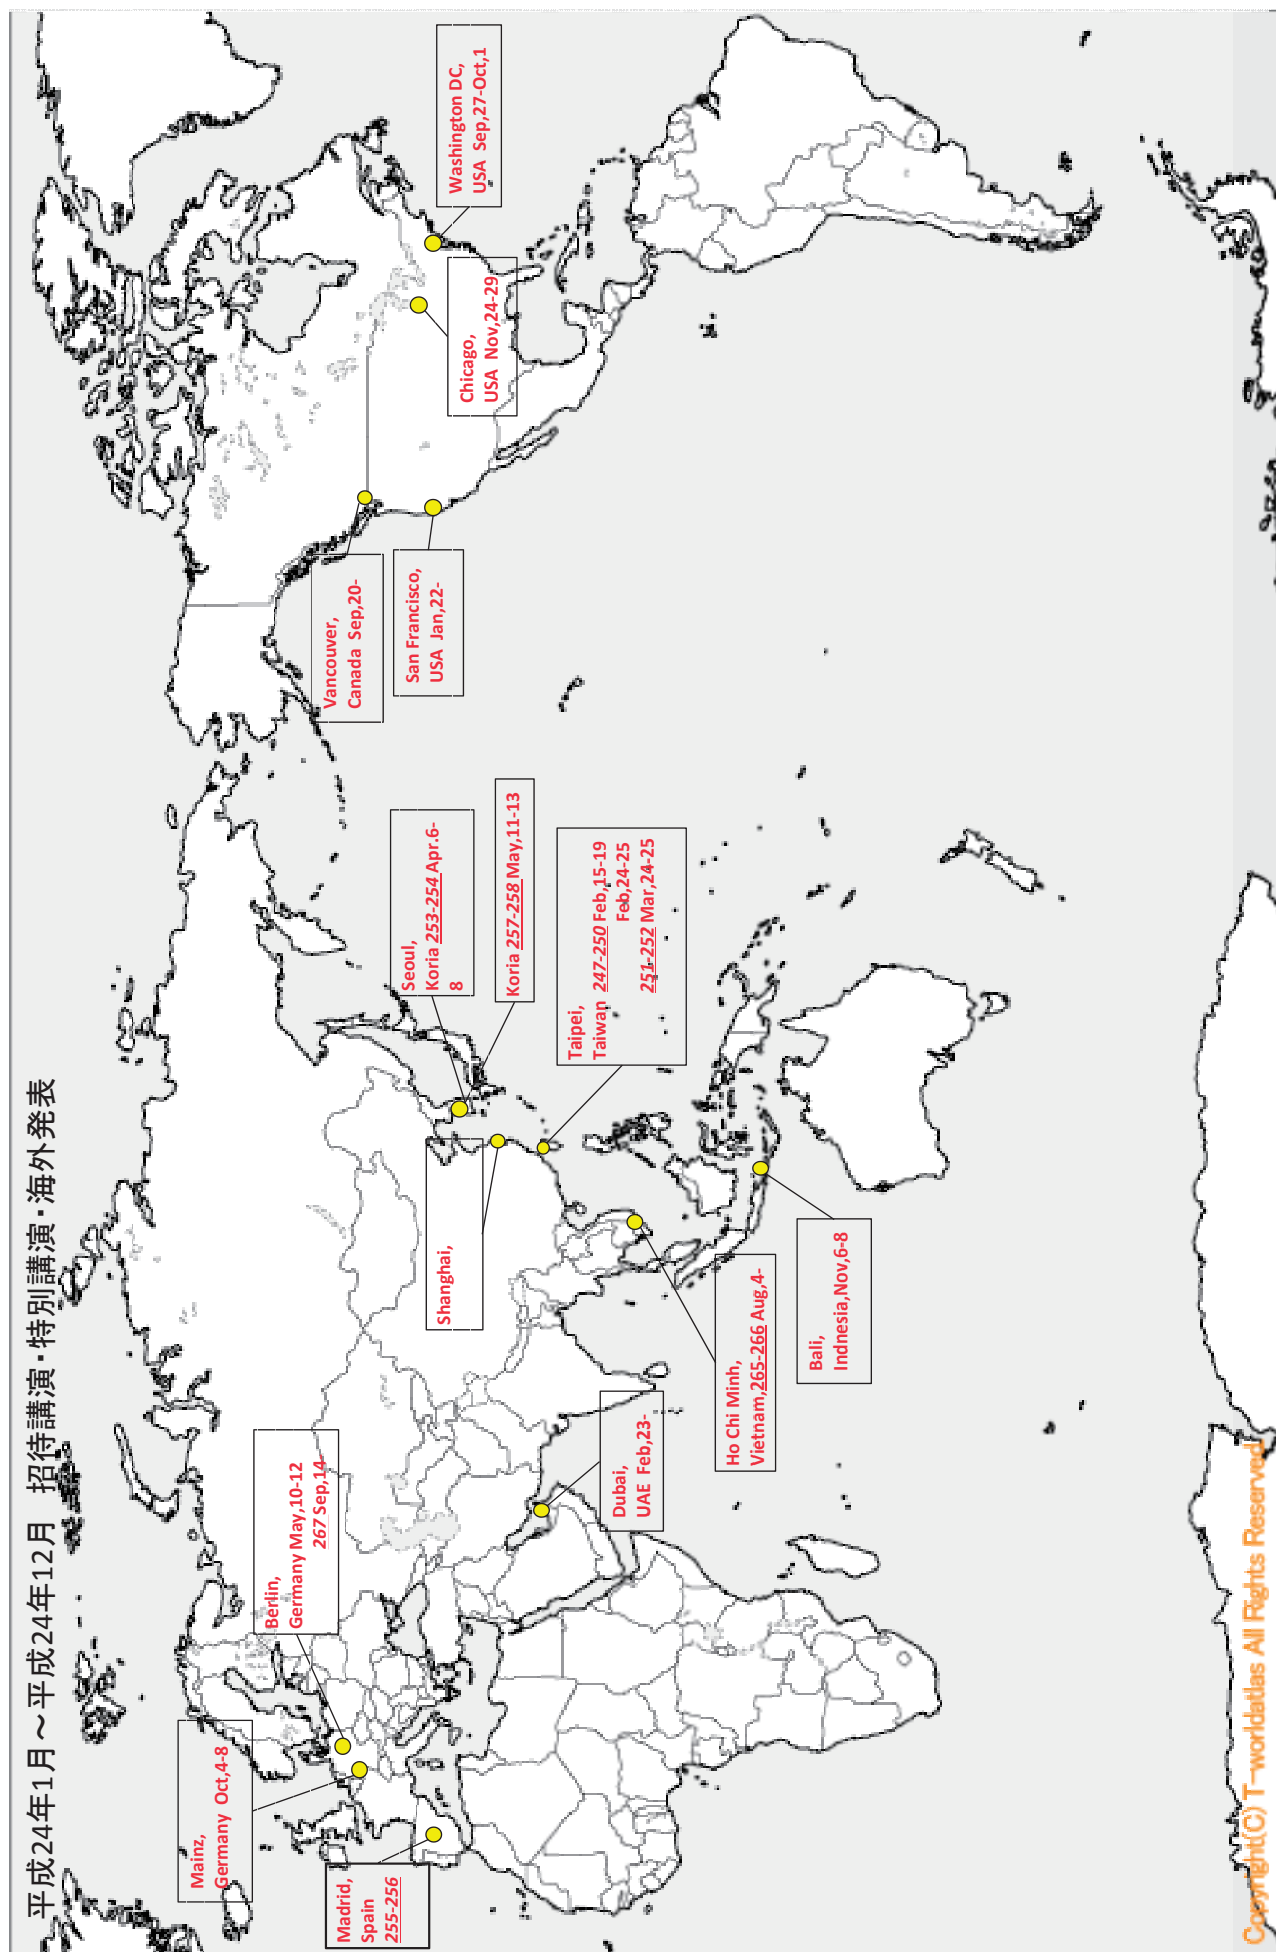 平成24年1月～平成24年12月　招待講演・特別講演・海外発表
Mainz,
Germany Oct,4-8
Madrid,
Spain
255-256
Berlin,
Germany May,10-12
267 Sep,14-
Dubai,
UAE Feb,23-
Shanghai,
Ho Chi Minh,
Vietnam,265-266 Aug,4-
Bali,
Indnesia,Nov,6-8
Seoul,
Koria 253-254 Apr.6-
8
Koria 257-258 May,11-13
Taipei,
Taiwan 247-250 Feb,15-19
Feb,24-25
251-252 Mar,24-25
Vancouver,
Canada Sep,20-
San Francisco,
USA Jan,22-
Chicago,
USA Nov,24-29
Washington DC,
USA Sep,27-Oct,1
Copyright(C) T-worldatlas All Rights Reserved